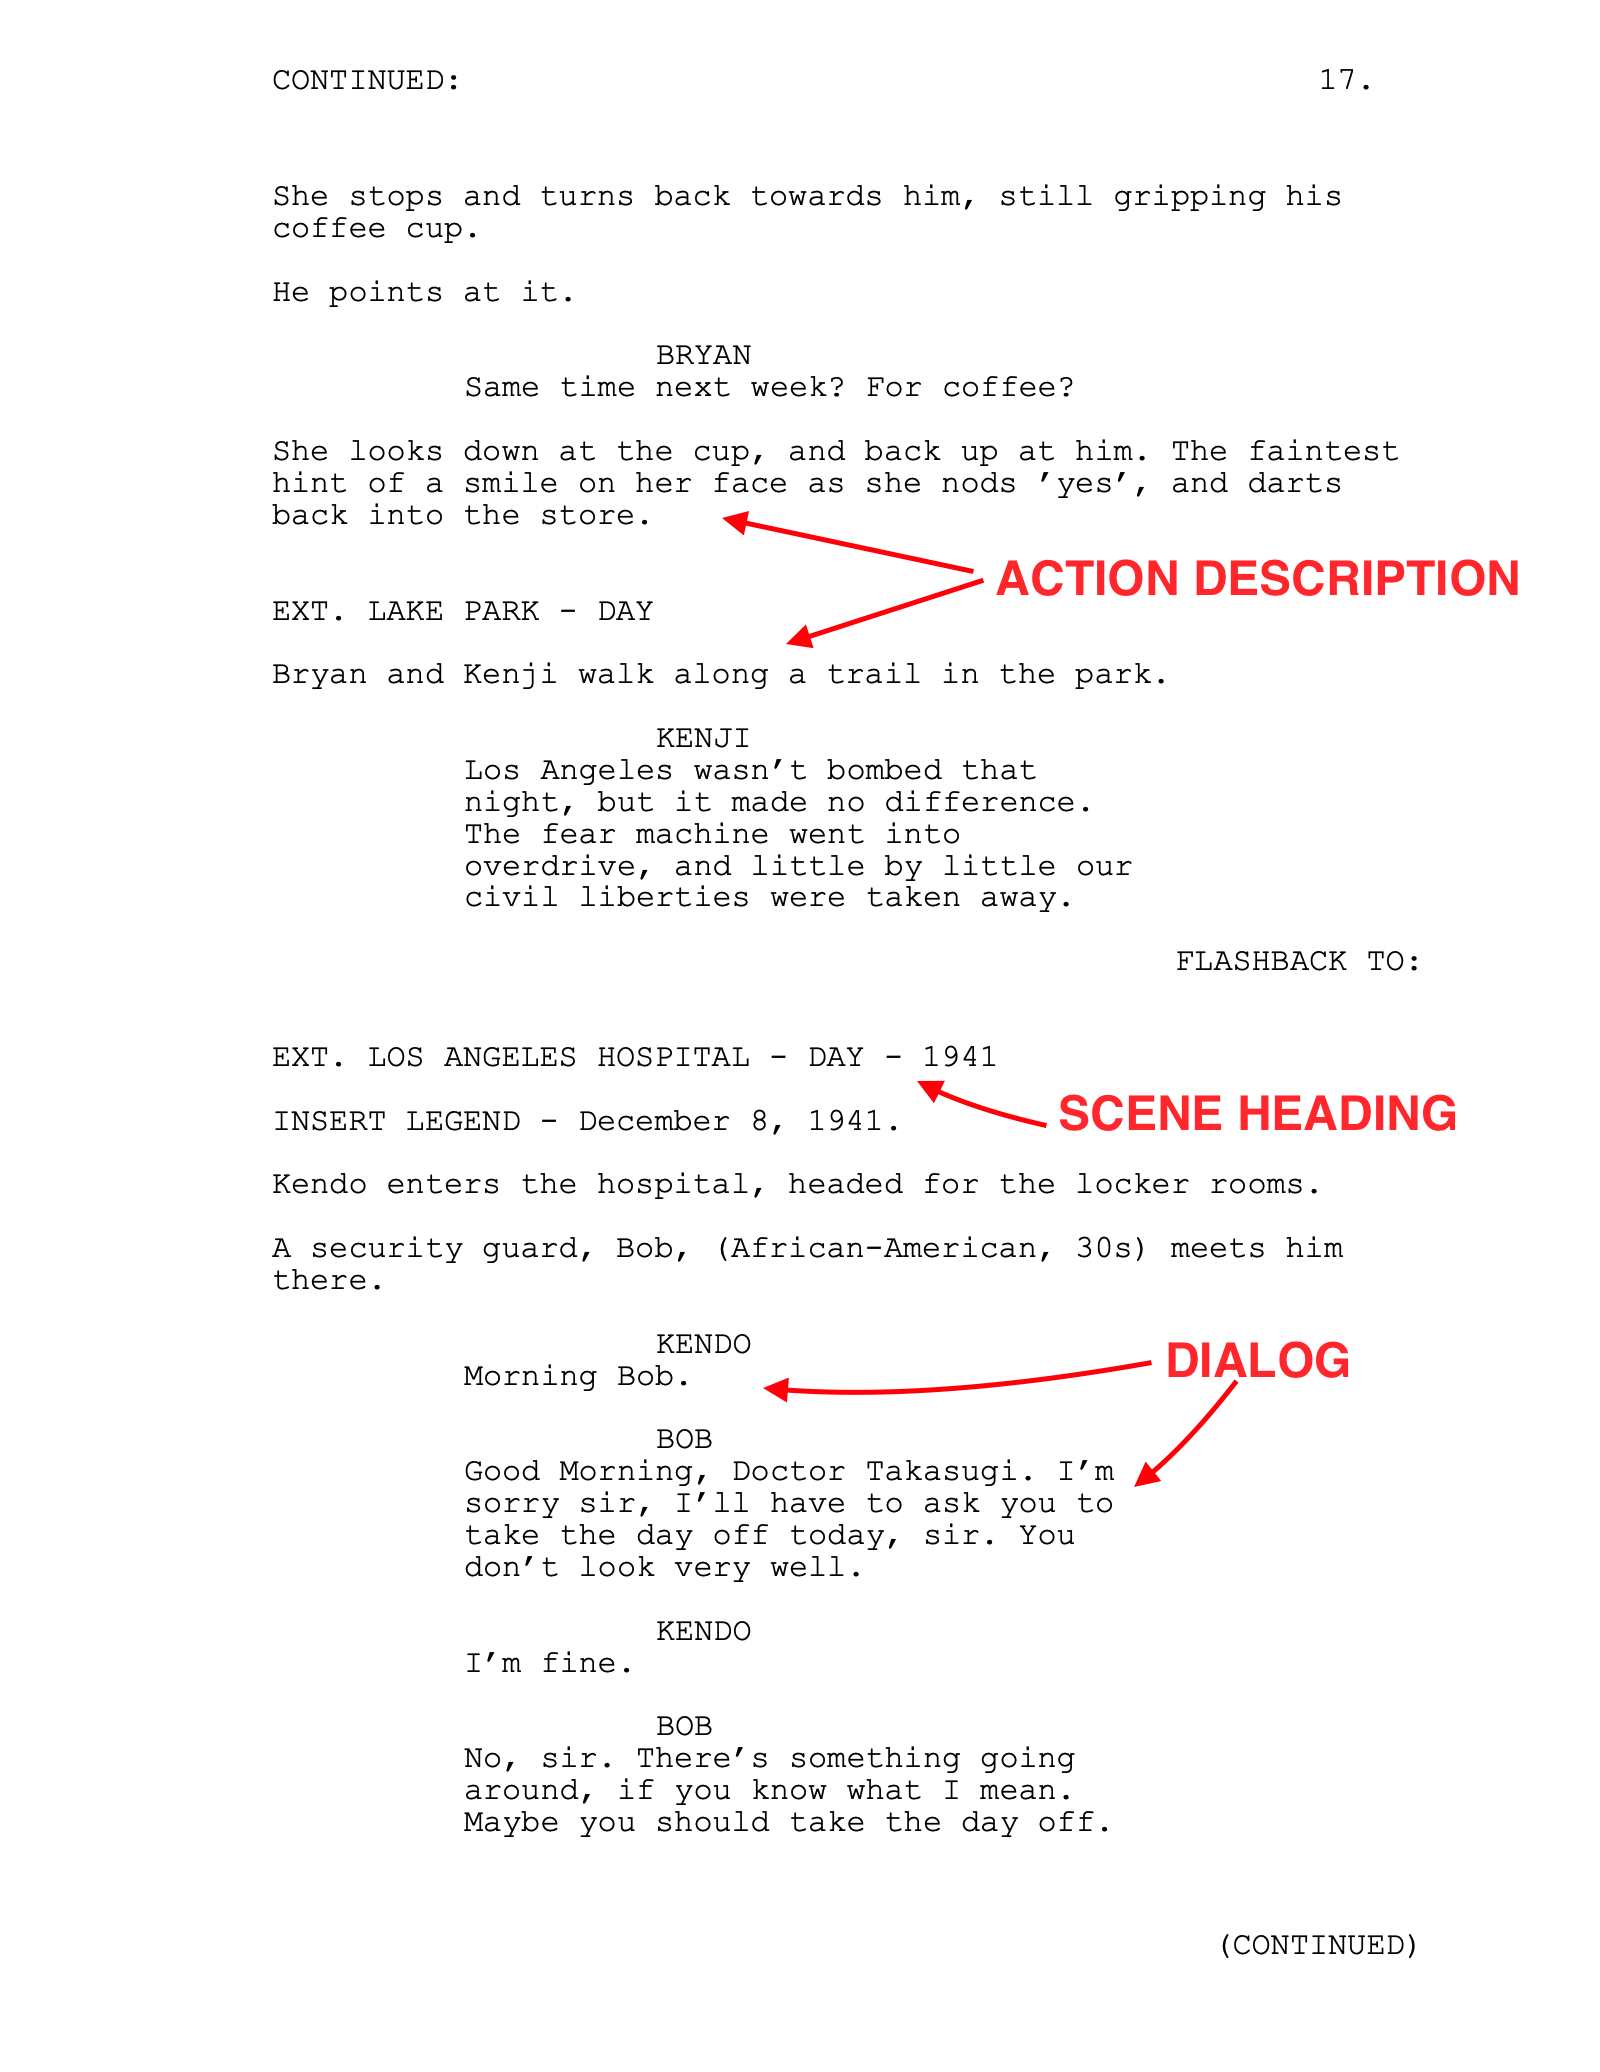 CONTINUED: 17.
She stops and turns back towards him, still gripping his
coffee cup.
He points at it.
BRYAN
Same time next week? For coffee?
She looks down at the cup, and back up at him. The faintest
hint of a smile on her face as she nods ’yes’, and darts
back into the store.
ACTION DESCRIPTION
EXT. LAKE PARK - DAY
Bryan and Kenji walk along a trail in the park.
KENJI
Los Angeles wasn’t bombed that
night, but it made no difference.
The fear machine went into
overdrive, and little by little our
civil liberties were taken away.
FLASHBACK TO:
EXT. LOS ANGELES HOSPITAL - DAY - 1941
SCENE HEADING
INSERT LEGEND - December 8, 1941.
Kendo enters the hospital, headed for the locker rooms.
A security guard, Bob, (African-American, 30s) meets him
there.
KENDO
Morning Bob.
DIALOG
BOB
Good Morning, Doctor Takasugi. I’m
sorry sir, I’ll have to ask you to
take the day off today, sir. You
don’t look very well.
KENDO
I’m fine.
BOB
No, sir. There’s something going
around, if you know what I mean.
Maybe you should take the day off.
(CONTINUED)